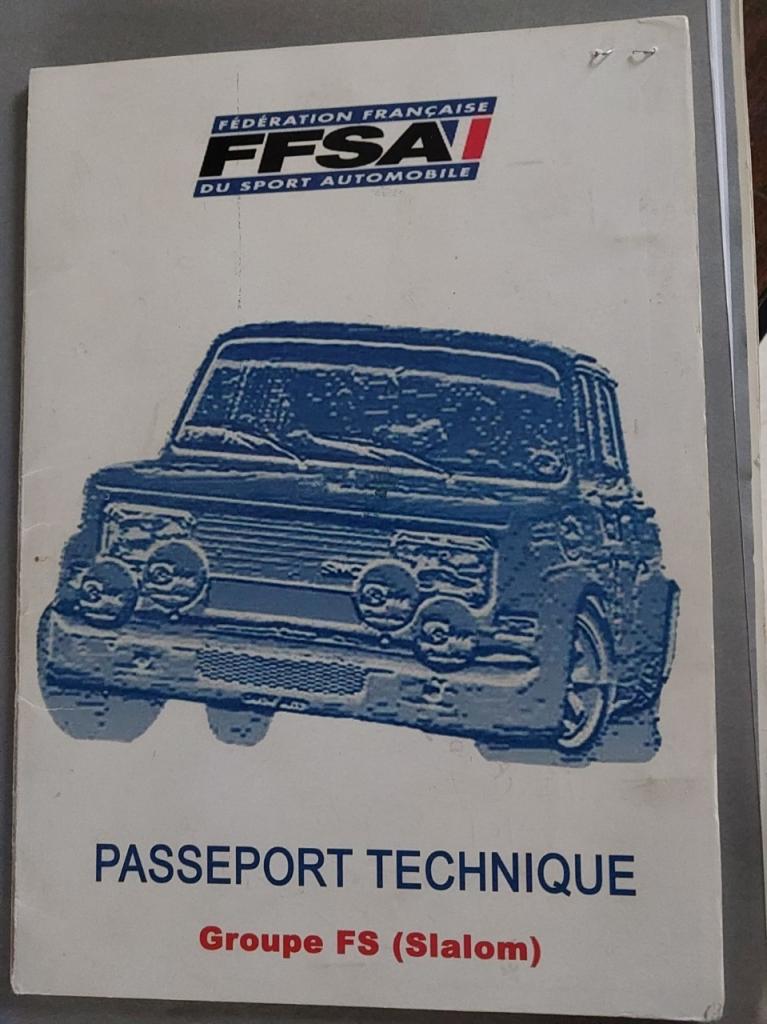 FÉDÉRATION FRANÇAISE
FFSA
DU SPORT AUTOMOBILE
PASSEPORT TECHNIQUE
Groupe FS (Slalom)